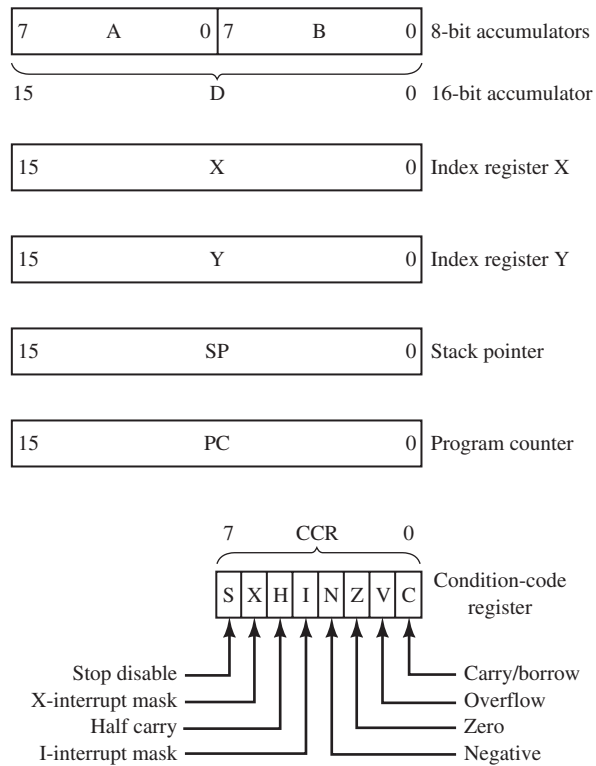 7 A 0 7 B 0 8-bit accumulators
15 D 0 16-bit accumulator
15 X 0 Index register X
15 Y 0 Index register Y
15 SP 0 Stack pointer
15 PC 0 Program counter
7 CCR 0
S X H I N Z V C Condition-code
register
Stop disable Carry/borrow
X-interrupt mask Overflow
Half carry Zero
I-interrupt mask Negative